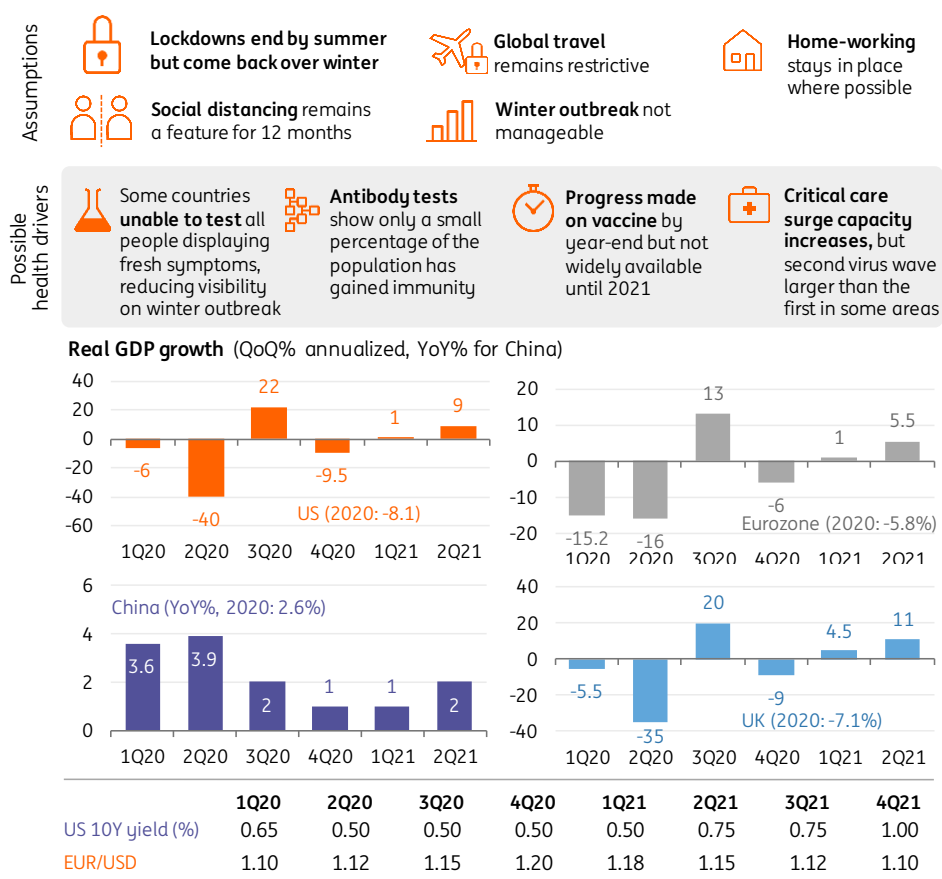 Assumptions
Lockdowns end by summer
but come back over winter
Global travel
remains restrictive
Home-working
stays in place
where possible
Social distancing remains
a feature for 12 months
Winter outbreak not
manageable
Possible
health drivers
Some countries
unable to test all
people displaying
fresh symptoms,
reducing visibility
on winter outbreak
Antibody tests
show only a small
percentage of the
population has
gained immunity
Progress made
on vaccine by
year-end but not
widely available
until 2021
Critical care
surge capacity
increases, but
second virus wave
larger than the
first in some areas
Real GDP growth (QoQ% annualized, YoY% for China)
40
20
0
-20
-40
-60
-6
-40
22
-9.5
1
9
US (2020: -8.1)
1Q20 2Q20 3Q20 4Q20 1Q21 2Q21
20
10
0
-10
-20
-15.2
-16
13
-6
1
5.5
Eurozone (2020: -5.8%)
1Q20 2Q20 3Q20 4Q20 1Q21 2Q21
6
4
2
0
China (YoY%, 2020: 2.6%)
3.6
3.9
2
1
1
2
1Q20 2Q20 3Q20 4Q20 1Q21 2Q21
40
20
0
-20
-40
-5.5
-35
20
-9
4.5
11
UK (2020: -7.1%)
1Q20 2Q20 3Q20 4Q20 1Q21 2Q21
1Q20 2Q20 3Q20 4Q20 1Q21 2Q21 3Q21 4Q21
US 10Y yield (%) 0.65 0.50 0.50 0.50 0.50 0.75 0.75 1.00
EUR/USD 1.10 1.12 1.15 1.20 1.18 1.15 1.12 1.10